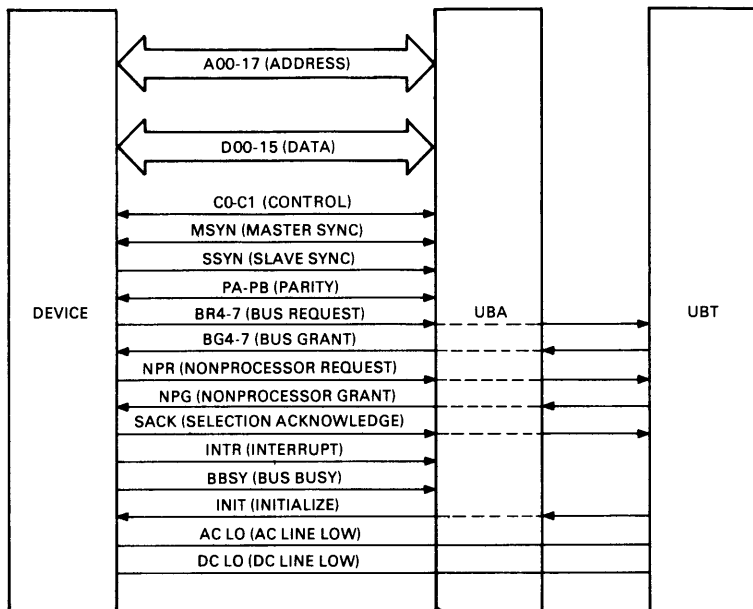 A00-17 (ADDRESS)
D00-15 (DATA)
C0-C1 (CONTROL)
MSYN (MASTER SYNC)
SSYN (SLAVE SYNC)
PA-PB (PARITY)
DEVICE
BR4-7 (BUS REQUEST)
UBA
UBT
BG4-7 (BUS GRANT)
NPR (NONPROCESSOR REQUEST)
NPG (NONPROCESSOR GRANT)
SACK (SELECTION ACKNOWLEDGE)
INTR (INTERRUPT)
BBSY (BUS BUSY)
INIT (INITIALIZE)
AC LO (AC LINE LOW)
DC LO (DC LINE LOW)